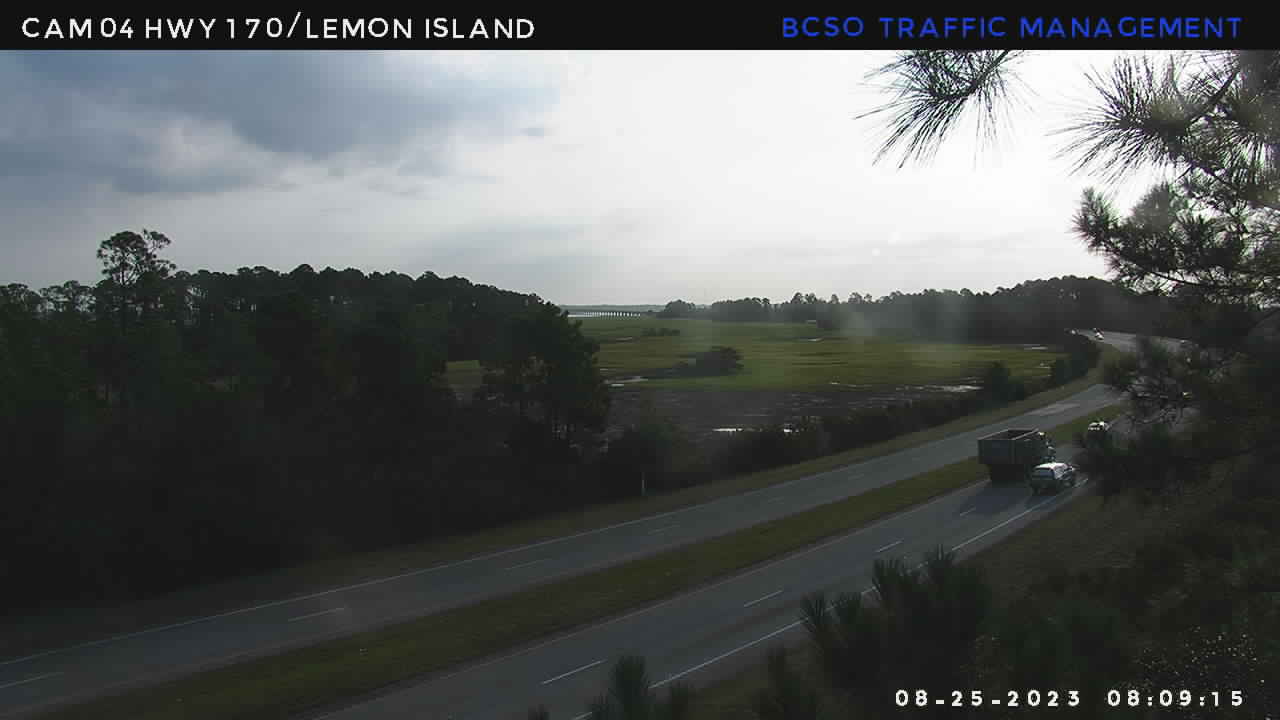 CAM04 HWY 170/LEMON ISLAND
BCSO TRAFFIC MANAGEMENT
08-25-2023 08:09:15